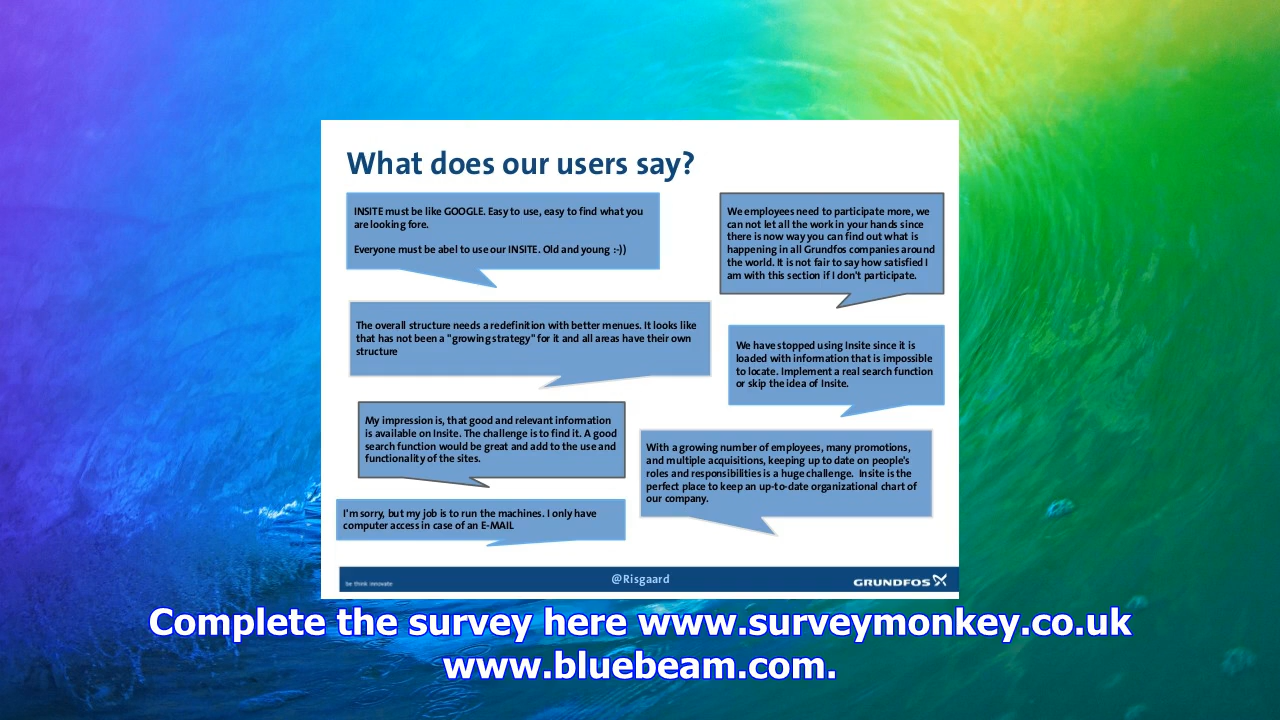 What does our users say?
INSITE must be like GOOGLE. Easy to use, easy to find what you
are looking fore.
Everyone must be abel to use our INSITE. Old and young :-))
We employees need to participate more, we
can not let all the work in your hands since
there is now way you can find out what is
happening in all Grundfos companies around
the world. It is not fair to say how satisfied I
am with this section if I don't participate.
The overall structure needs a redefinition with better menues. It looks like
that has not been a "growing strategy" for it and all areas have their own
structure
We have stopped using Insite since it is
loaded with information that is impossible
to locate. Implement a real search function
or skip the idea of Insite.
My impression is, that good and relevant information
is available on Insite. The challenge is to find it. A good
search function would be great and add to the use and
functionality of the sites.
With a growing number of employees, many promotions,
and multiple acquisitions, keeping up to date on people's
roles and responsibilities is a huge challenge. Insite is the
perfect place to keep an up-to-date organizational chart of
our company.
I'm sorry, but my job is to run the machines. I only have
computer access in case of an E-MAIL
be think innovate
@Risgaard
GRUNDFOS
Complete the survey here www.surveymonkey.co.uk
www.bluebeam.com.